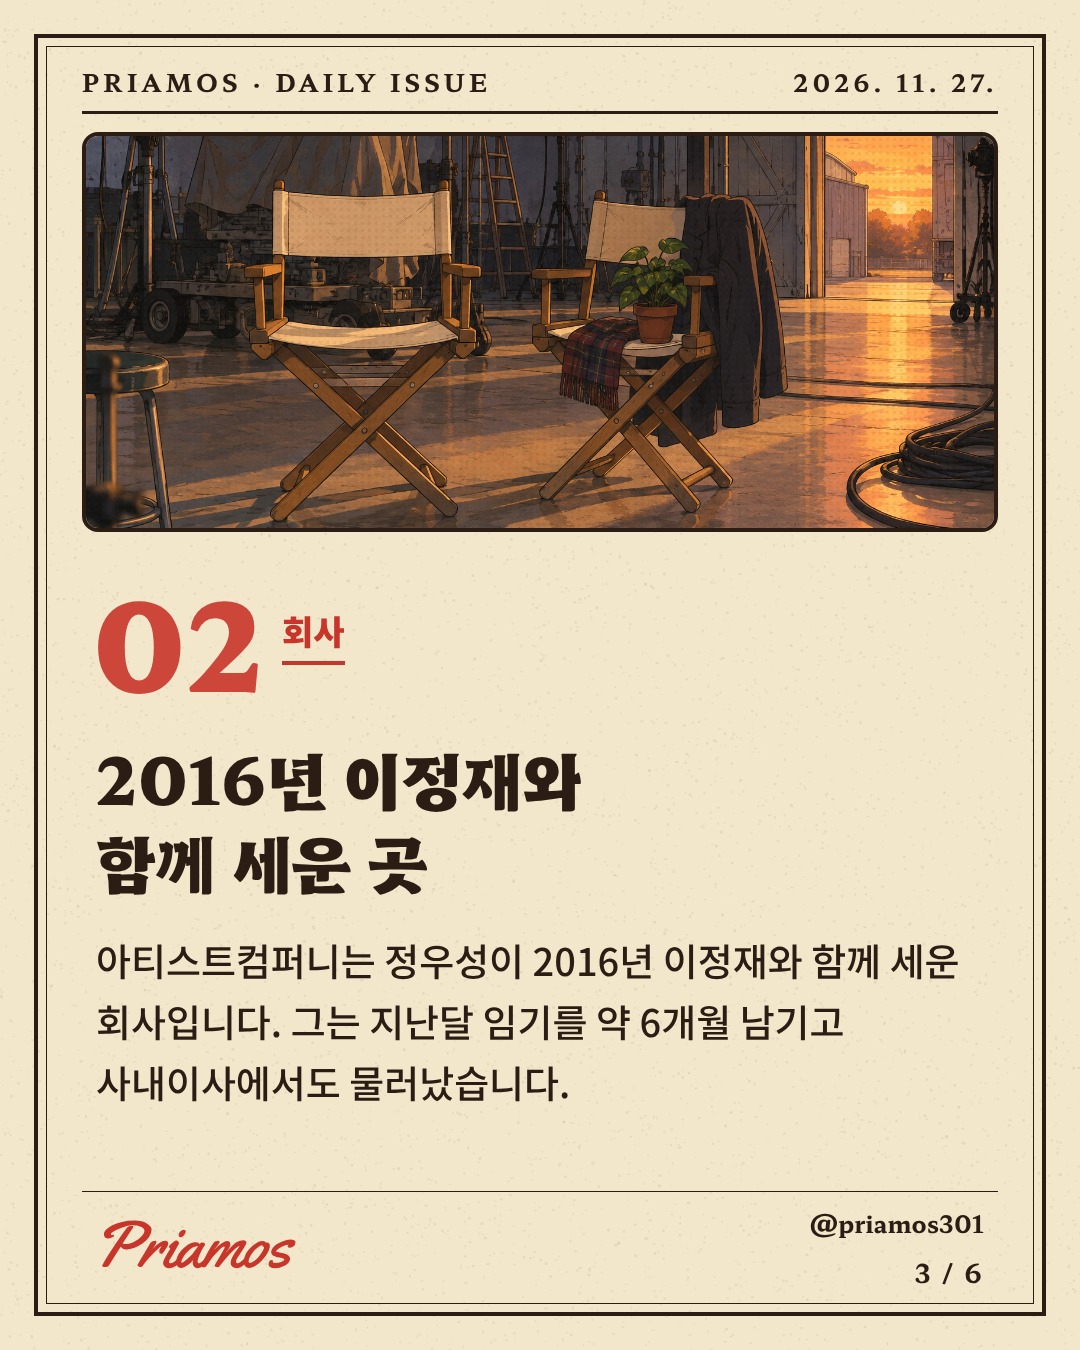 PRIAMOS · DAILY ISSUE
2026. 11. 27.
02
회사
2016년 이정재와
함께 세운 곳
아티스트컴퍼니는 정우성이 2016년 이정재와 함께 세운
회사입니다. 그는 지난달 임기를 약 6개월 남기고
사내이사에서도 물러났습니다.
Priamos
@priamos301
3 / 6